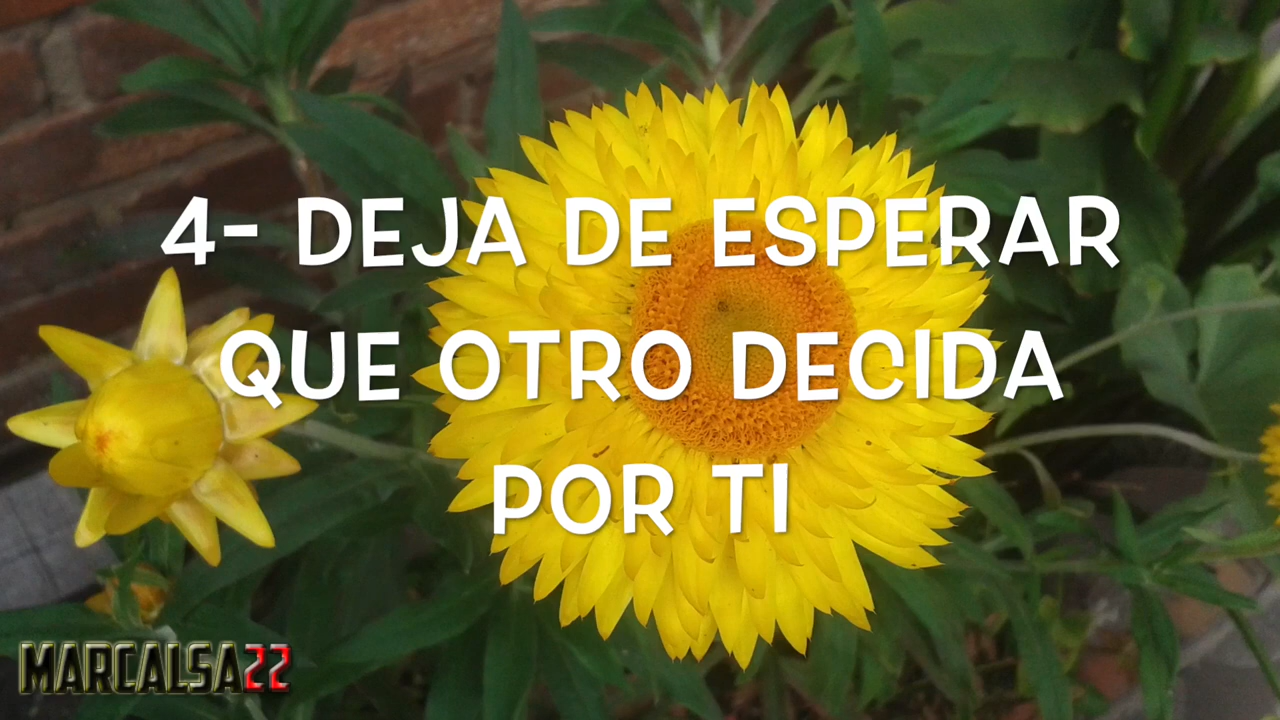 4- DEJA DE ESPERAR
QUE OTRO DECIDA
POR TI
MARCALSA22